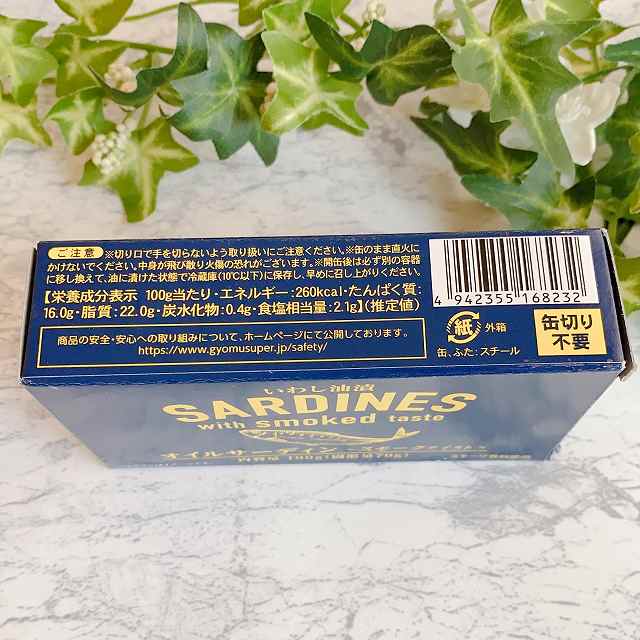 ご注意 ※切り口で手を切らないよう取り扱いにご注意ください。※缶のまま直火に
かけないでください。中身が飛び散り火傷の恐れがございます。※開缶後は必ず別の容器
に移し換えて、油に漬けた状態で冷蔵庫(10℃以下)に保存し、早めに召し上がりください。
【栄養成分表示 100g当たり・エネルギー:260kcal・たんぱく質:
16.0g・脂質:22.0g・炭水化物:0.4g・食塩相当量:2.1g】(推定値)
商品の安全・安心への取り組みについて、ホームページにて公開しております。
https://www.gyomusuper.jp/safety/
4 942355 168232
紙 外箱
缶、ふた:スチール
缶切り
不要
いわし油漬
SARDINES
with smoked taste
オイルサーディン